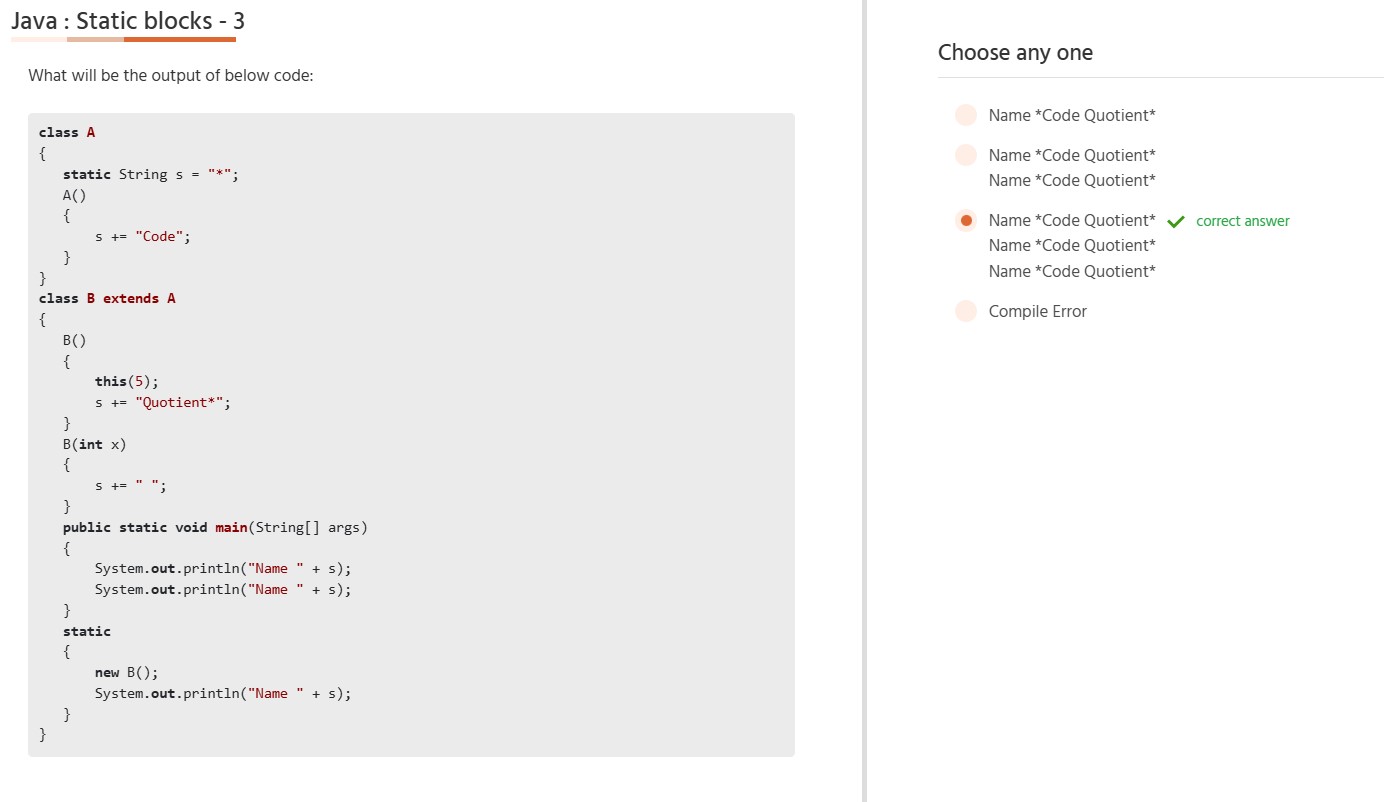 Java : Static blocks - 3
What will be the output of below code:
class A
{
   static String s = "*";
   A()
   {
       s += "Code";
   }
}
class B extends A
{
   B()
   {
       this(5);
       s += "Quotient*";
   }
   B(int x)
   {
       s += " ";
   }
   public static void main(String[] args)
   {
       System.out.println("Name " + s);
       System.out.println("Name " + s);
   }
   static
   {
       new B();
       System.out.println("Name " + s);
   }
}
Choose any one
Name *Code Quotient*
Name *Code Quotient*
Name *Code Quotient*
Name *Code Quotient* correct answer
Name *Code Quotient*
Name *Code Quotient*
Compile Error